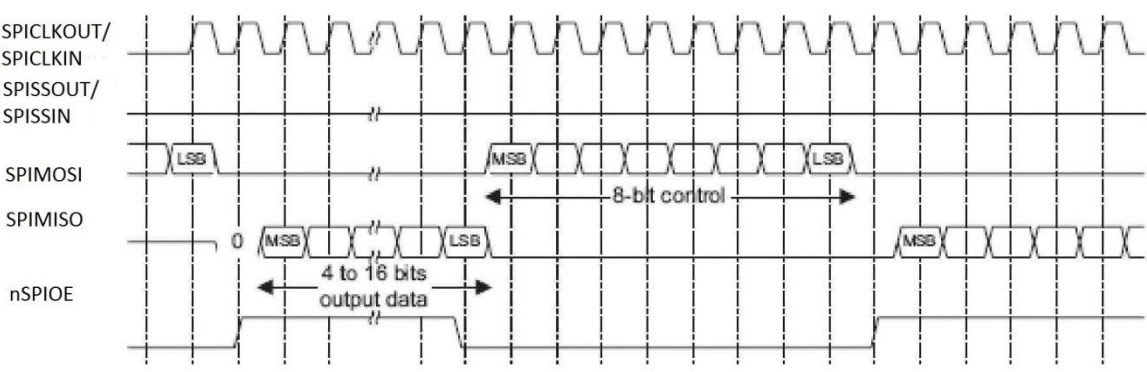 SPICLKOUT/
SPICLKIN
SPISSOUT/
SPISSIN
SPIMOSI
LSB
MSB
LSB
8-bit control
SPIMISO
0
MSB
LSB
MSB
4 to 16 bits
output data
nSPIOE